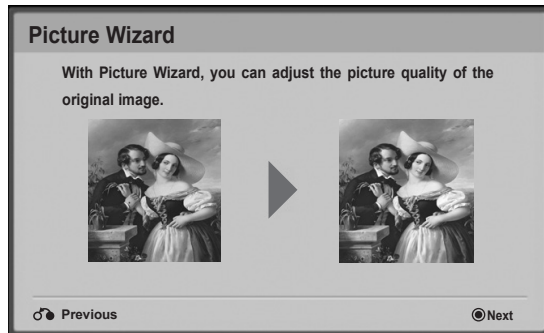 Picture Wizard
With Picture Wizard, you can adjust the picture quality of the
original image.
Previous
Next